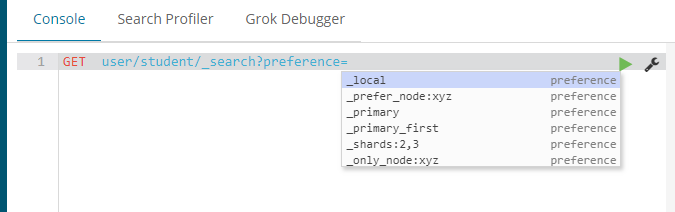 Console Search Profiler Grok Debugger
1 GET user/student/_search?preference=
_local preference
_prefer_node:xyz preference
_primary preference
_primary_first preference
_shards:2,3 preference
_only_node:xyz preference